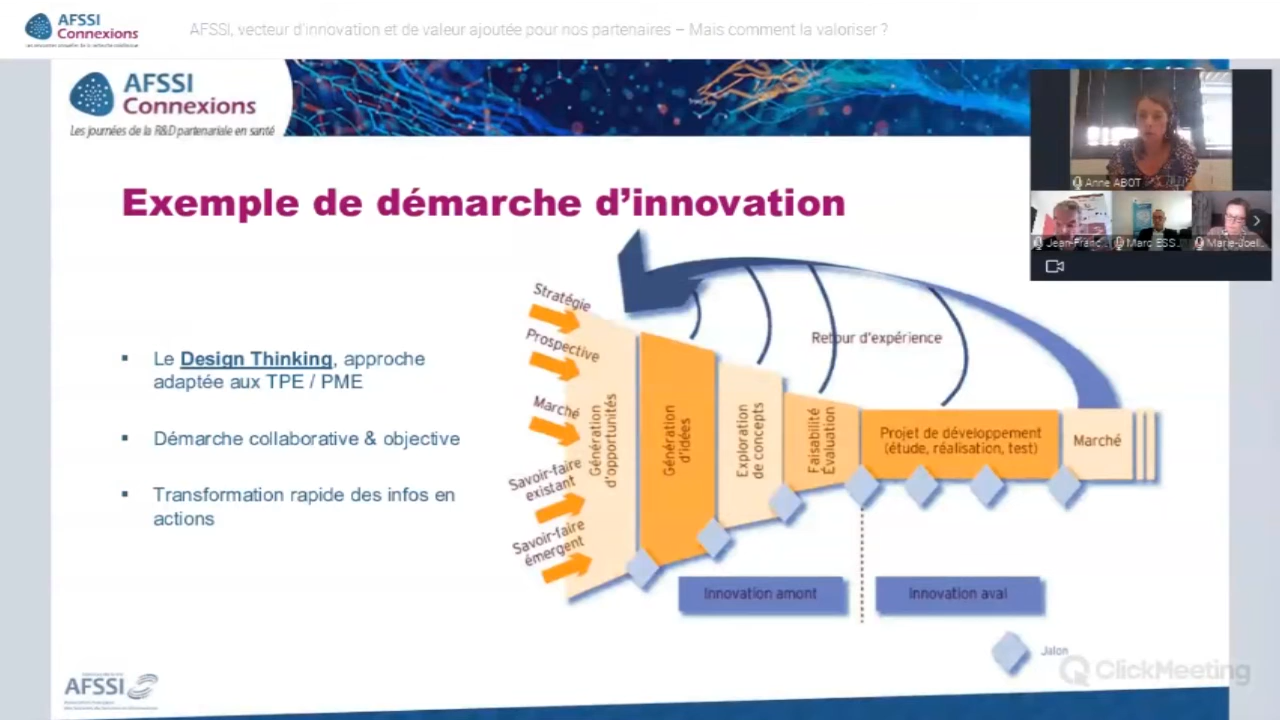 AFSSI
Connexions
AFSSI, vecteur d'innovation et de valeur ajoutée pour nos partenaires – Mais comment la valoriser ?
AFSSI
Connexions
Les journées de la R&D partenariale en santé
Anne ABOT
Jean-Franc...
Marc ESS...
Marie-Joel...
Exemple de démarche d'innovation
▪ Le Design Thinking, approche
adaptée aux TPE / PME
▪ Démarche collaborative & objective
▪ Transformation rapide des infos en
actions
Stratégie
Prospective
Marché
Savoir-faire
existant
Savoir-faire
émergent
Génération
d'opportunités
Génération
d'idées
Exploration
de concepts
Faisabilité
Évaluation
Retour d'expérience
Projet de développement
(étude, réalisation, test)
Marché
Innovation amont
Innovation aval
Jalon
AFSSI
ClickMeeting